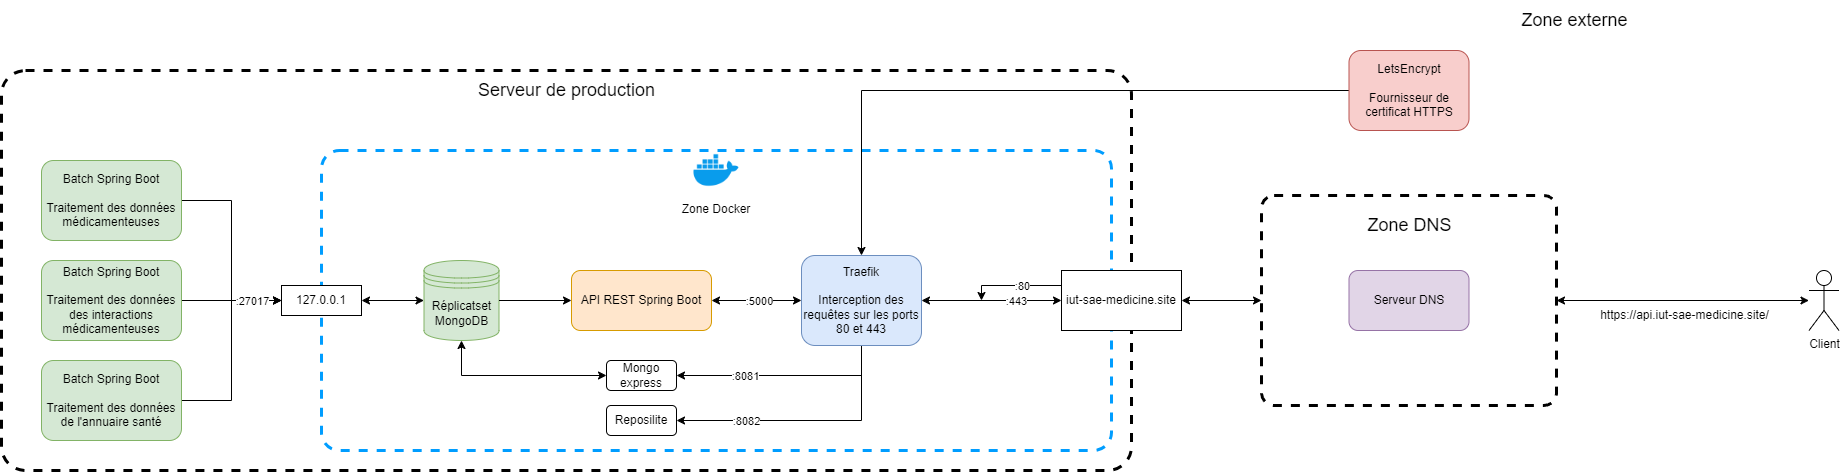 Zone externe
LetsEncrypt
Fournisseur de
certificat HTTPS
Serveur de production
Zone Docker
Batch Spring Boot
Traitement des données
médicamenteuses
Batch Spring Boot
Traitement des données
des interactions
médicamenteuses
Batch Spring Boot
Traitement des données
de l'annuaire santé
:27017
127.0.0.1
Réplicatset
MongoDB
API REST Spring Boot
:5000
Traefik
Interception des
requêtes sur les ports
80 et 443
:80
:443
iut-sae-medicine.site
Mongo
express
:8081
Reposilite
:8082
Zone DNS
Serveur DNS
https://api.iut-sae-medicine.site/
Client